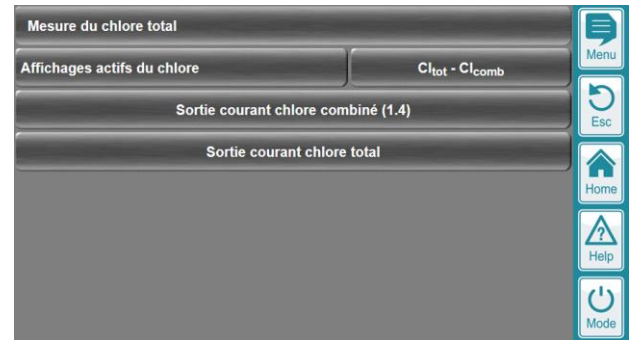 Mesure du chlore total
Affichages actifs du chlore
Cltot - Clcomb
Sortie courant chlore combiné (1.4)
Sortie courant chlore total
Menu
Esc
Home
Help
Mode